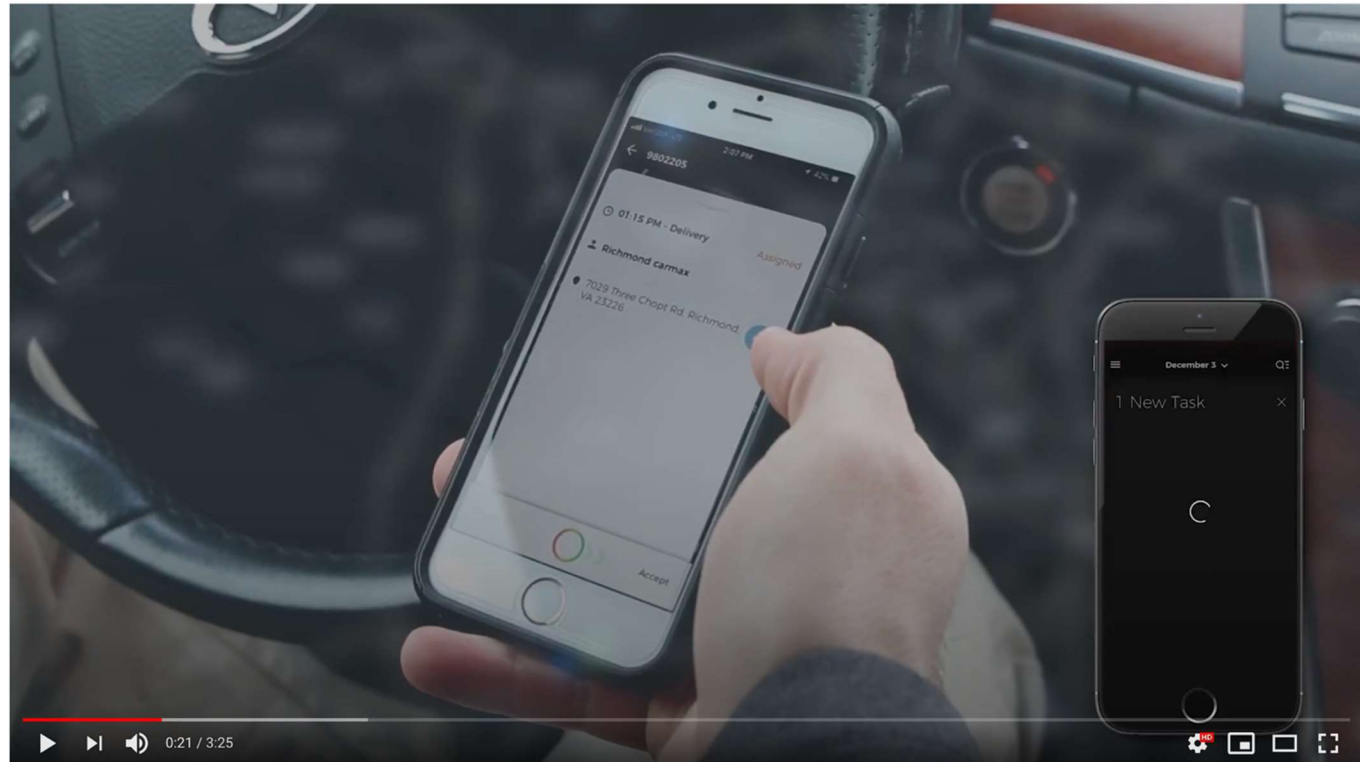 2:07 PM
42%
9802205
01:15 PM - Delivery
Assigned
Richmond carmax
7029 Three Chopt Rd, Richmond,
VA 23226
Accept
December 3
1 New Task
0:21 / 3:25
HD